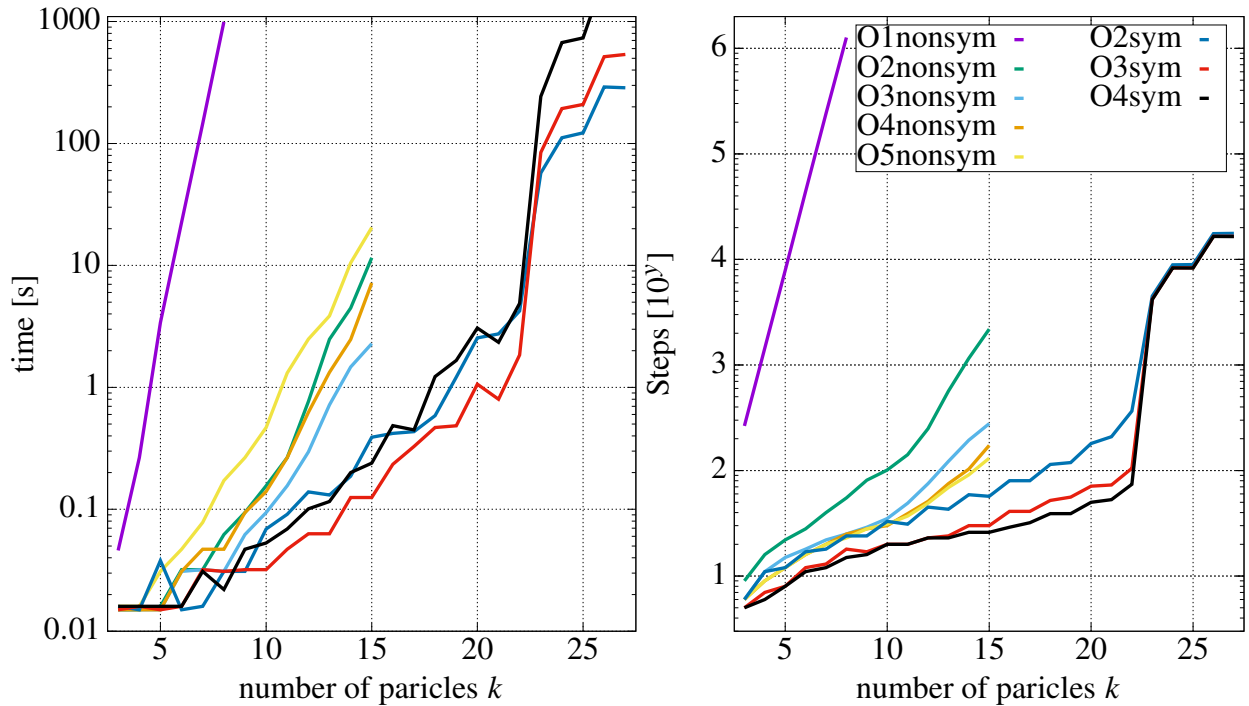 1000
100
10
1
0.1
0.01
time [s]
5
10
15
20
25
number of paricles k
6
5
4
3
2
1
Steps [10^y]
O1nonsym
O2nonsym
O3nonsym
O4nonsym
O5nonsym
O2sym
O3sym
O4sym
5
10
15
20
25
number of paricles k